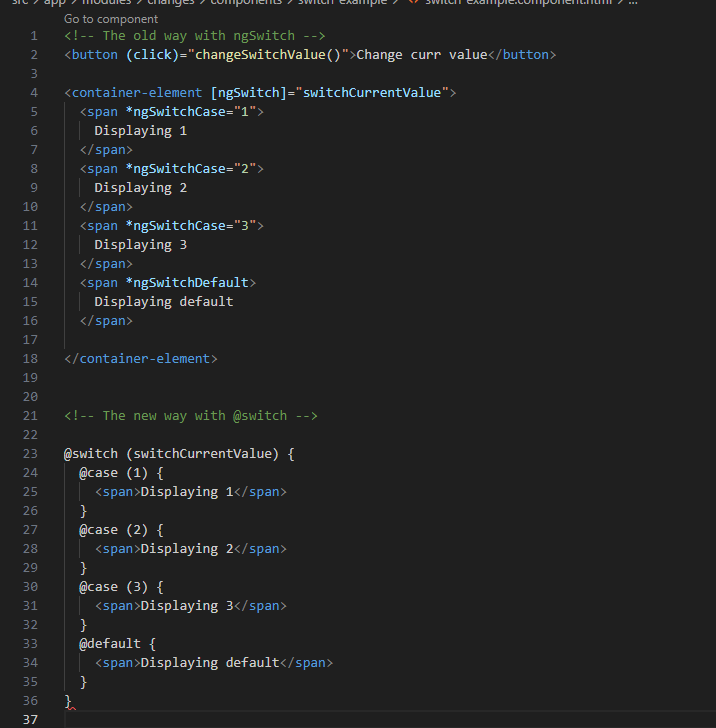 src > app > modules > changes > components > switch-example > switch-example.component.html > ...
Go to component
1 <!-- The old way with ngSwitch -->
2 <button (click)="changeSwitchValue()">Change curr value</button>
3
4 <container-element [ngSwitch]="switchCurrentValue">
5 <span *ngSwitchCase="1">
6 Displaying 1
7 </span>
8 <span *ngSwitchCase="2">
9 Displaying 2
10 </span>
11 <span *ngSwitchCase="3">
12 Displaying 3
13 </span>
14 <span *ngSwitchDefault>
15 Displaying default
16 </span>
17
18 </container-element>
19
20
21 <!-- The new way with @switch -->
22
23 @switch (switchCurrentValue) {
24 @case (1) {
25 <span>Displaying 1</span>
26 }
27 @case (2) {
28 <span>Displaying 2</span>
29 }
30 @case (3) {
31 <span>Displaying 3</span>
32 }
33 @default {
34 <span>Displaying default</span>
35 }
36 }
37